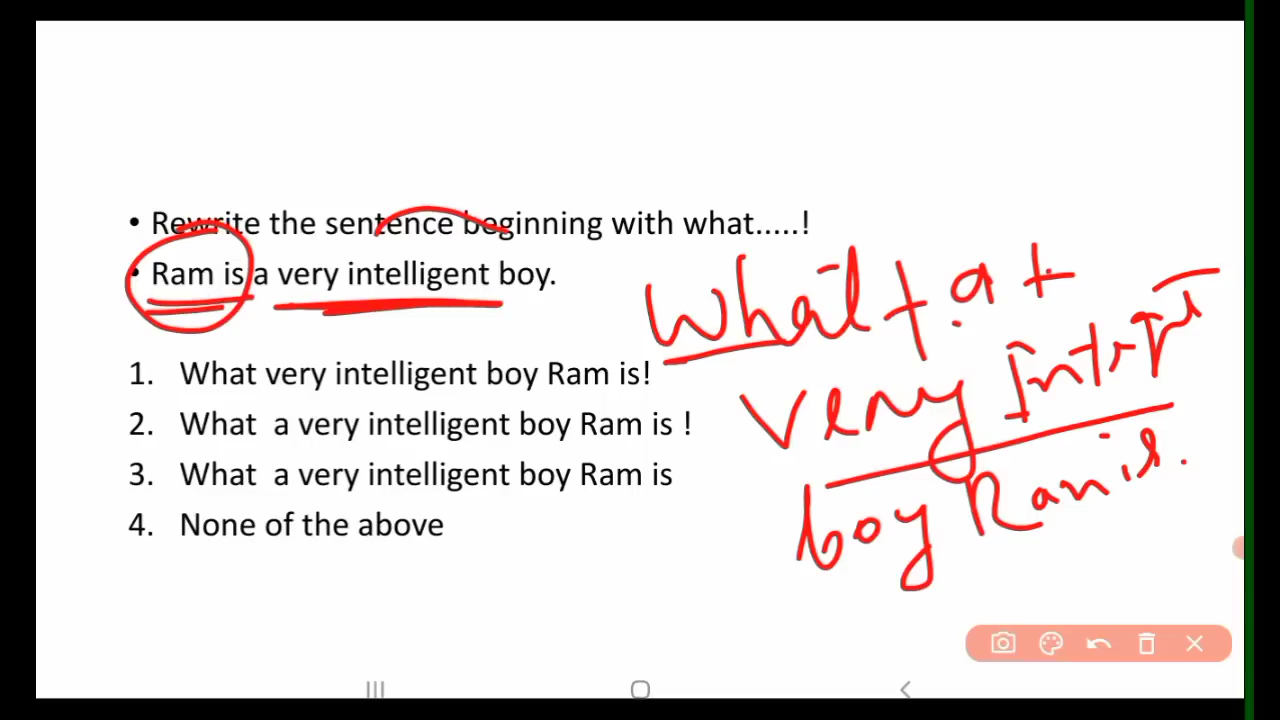 • Rewrite the sentence beginning with what.....!
• Ram is a very intelligent boy.
1. What very intelligent boy Ram is!
2. What a very intelligent boy Ram is !
3. What a very intelligent boy Ram is
4. None of the above
What + a +
very
boy Ram is.